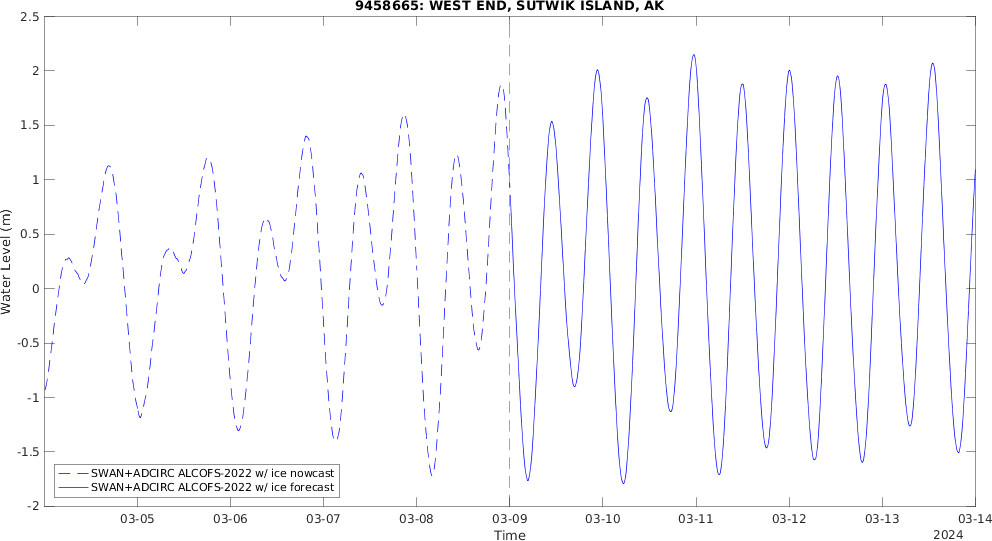 9458665: WEST END, SUTWIK ISLAND, AK
2.5
2
1.5
1
0.5
0
-0.5
-1
-1.5
-2
Water Level (m)
SWAN+ADCIRC ALCOFS-2022 w/ ice nowcast
SWAN+ADCIRC ALCOFS-2022 w/ ice forecast
03-05 03-06 03-07 03-08 03-09 03-10 03-11 03-12 03-13 03-14
Time
2024